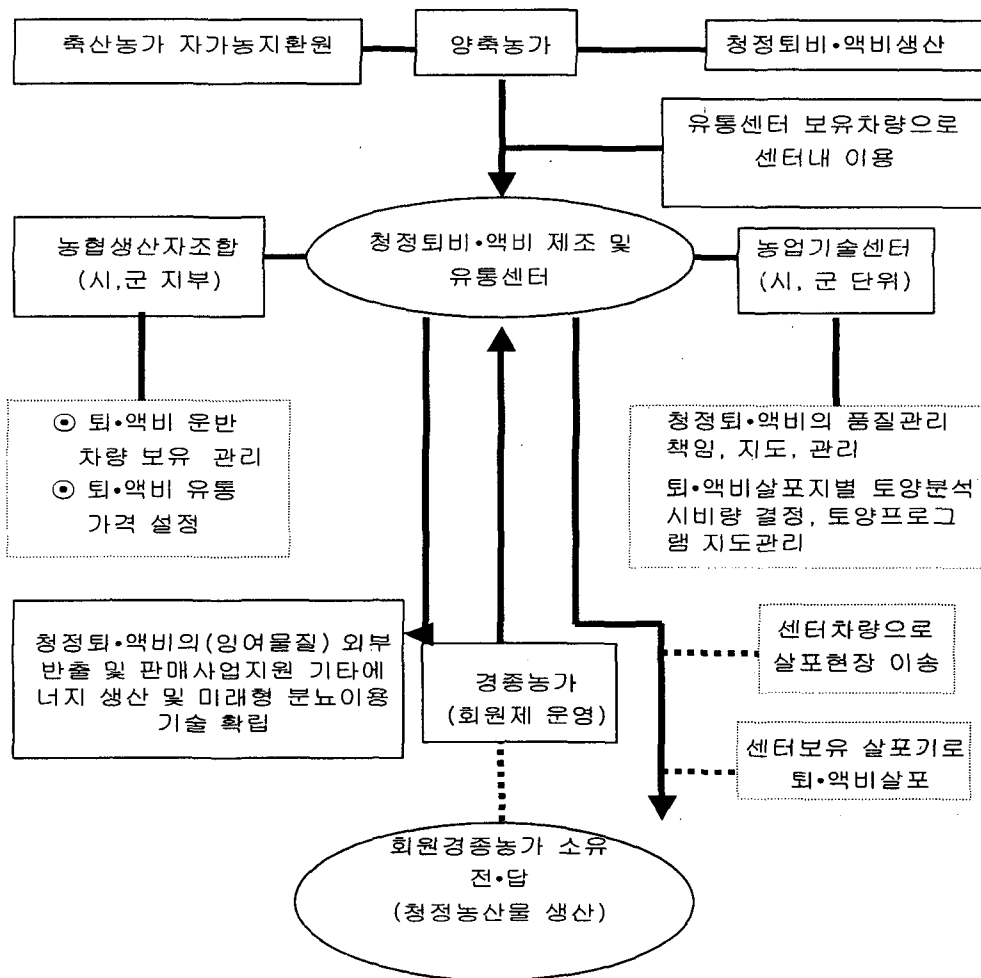 축산농가 자가농지환원
양축농가
청정퇴비•액비생산
유통센터 보유차량으로
센터내 이용
농협생산자조합
(시,군 지부)
청정퇴비•액비 제조 및
유통센터
농업기술센터
(시, 군 단위)
⊙ 퇴•액비 운반
차량 보유 관리
⊙ 퇴•액비 유통
가격 설정
청정퇴•액비의 품질관리
책임, 지도, 관리
퇴•액비살포지별 토양분석
시비량 결정, 토양프로그
램 지도관리
청정퇴•액비의(잉여물질) 외부
반출 및 판매사업지원 기타에
너지 생산 및 미래형 분뇨이용
기술 확립
경종농가
(회원제 운영)
센터차량으로
살포현장 이송
센터보유 살포기로
퇴•액비살포
회원경종농가 소유
전•답
(청정농산물 생산)